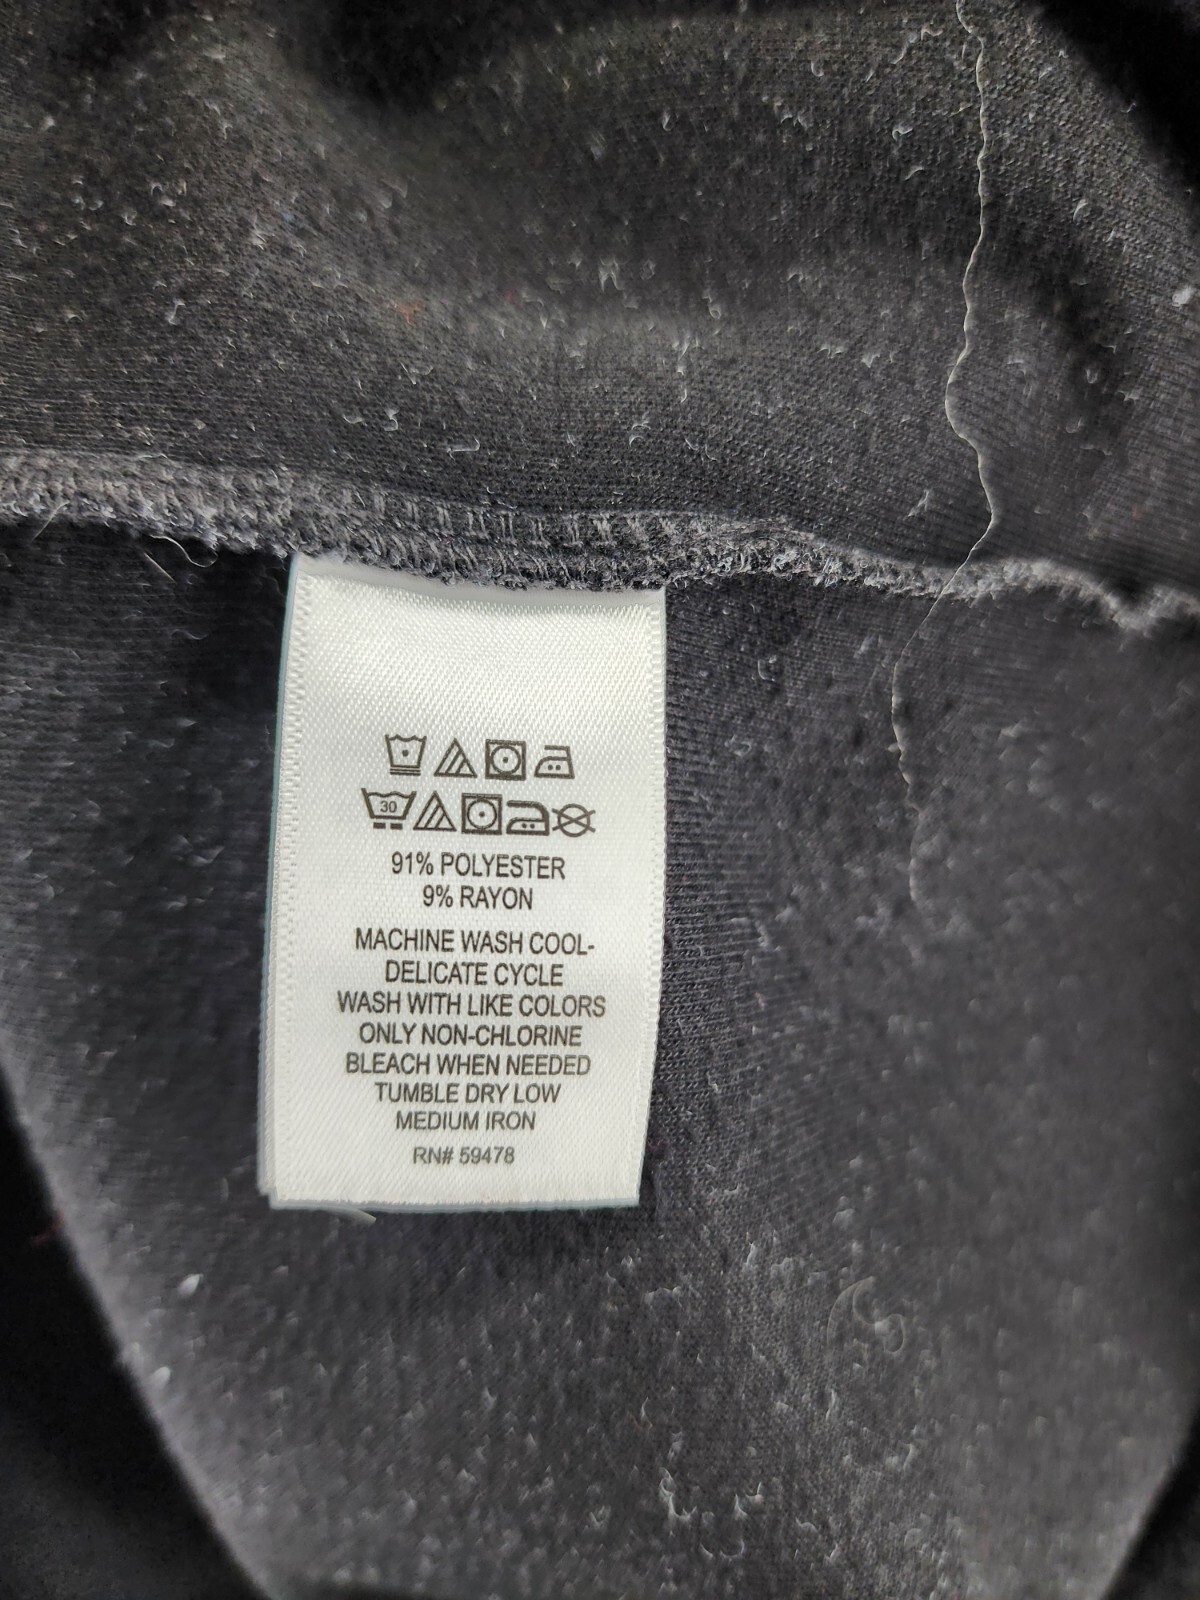 30
91% POLYESTER
9% RAYON
MACHINE WASH COOL-
DELICATE CYCLE
WASH WITH LIKE COLORS
ONLY NON-CHLORINE
BLEACH WHEN NEEDED
TUMBLE DRY LOW
MEDIUM IRON
RN# 59478